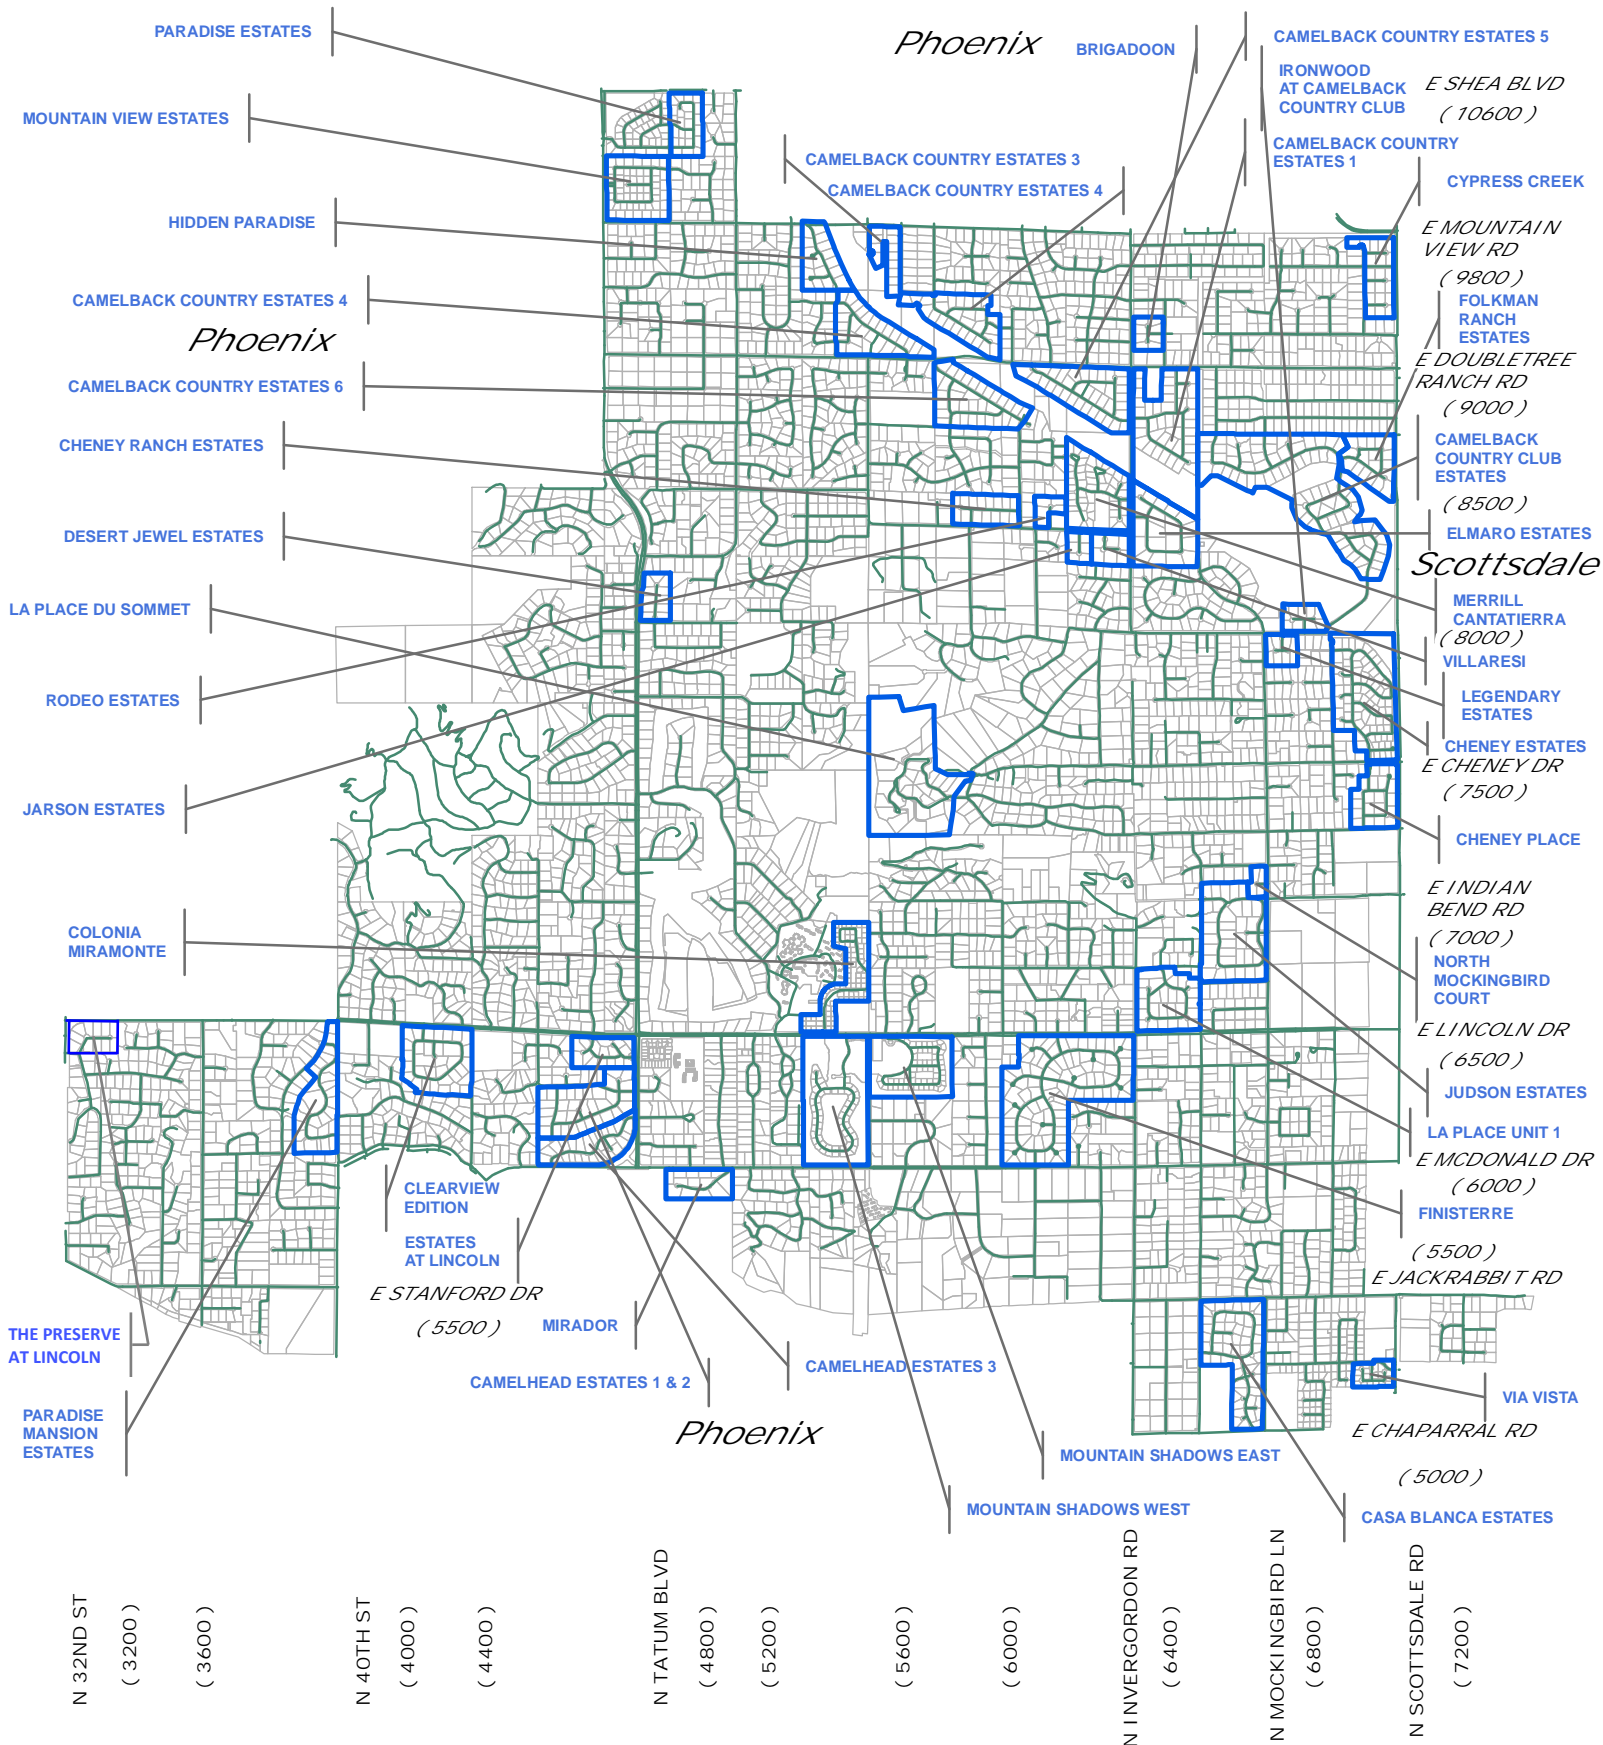 PARADISE ESTATES
Phoenix
BRIGADOON
CAMELBACK COUNTRY ESTATES 5
IRONWOOD
AT CAMELBACK
COUNTRY CLUB
E SHEA BLVD
( 10600 )
MOUNTAIN VIEW ESTATES
CAMELBACK COUNTRY ESTATES 3
CAMELBACK COUNTRY
ESTATES 1
CAMELBACK COUNTRY ESTATES 4
CYPRESS CREEK
HIDDEN PARADISE
E MOUNTAIN
VIEW RD
( 9800 )
CAMELBACK COUNTRY ESTATES 4
FOLKMAN
RANCH
ESTATES
Phoenix
E DOUBLETREE
RANCH RD
( 9000 )
CAMELBACK COUNTRY ESTATES 6
CHENEY RANCH ESTATES
CAMELBACK
COUNTRY CLUB
ESTATES
( 8500 )
DESERT JEWEL ESTATES
ELMARO ESTATES
Scottsdale
LA PLACE DU SOMMET
MERRILL
CANTATIERRA
( 8000 )
VILLARESI
RODEO ESTATES
LEGENDARY
ESTATES
CHENEY ESTATES
E CHENEY DR
( 7500 )
JARSON ESTATES
CHENEY PLACE
E INDIAN
BEND RD
( 7000 )
COLONIA
MIRAMONTE
NORTH
MOCKINGBIRD
COURT
E LINCOLN DR
( 6500 )
JUDSON ESTATES
LA PLACE UNIT 1
E MCDONALD DR
( 6000 )
CLEARVIEW
EDITION
FINISTERRE
ESTATES
AT LINCOLN
( 5500 )
E JACKRABBIT RD
E STANFORD DR
( 5500 )
MIRADOR
THE PRESERVE
AT LINCOLN
CAMELHEAD ESTATES 3
CAMELHEAD ESTATES 1 & 2
VIA VISTA
PARADISE
MANSION
ESTATES
Phoenix
E CHAPARRAL RD
( 5000 )
MOUNTAIN SHADOWS EAST
MOUNTAIN SHADOWS WEST
CASA BLANCA ESTATES
N 32ND ST
( 3200 )
( 3600 )
N 40TH ST
( 4000 )
( 4400 )
N TATUM BLVD
( 4800 )
( 5200 )
( 5600 )
( 6000 )
N INVERGORDON RD
( 6400 )
N MOCKINGBIRD LN
( 6800 )
N SCOTTSDALE RD
( 7200 )